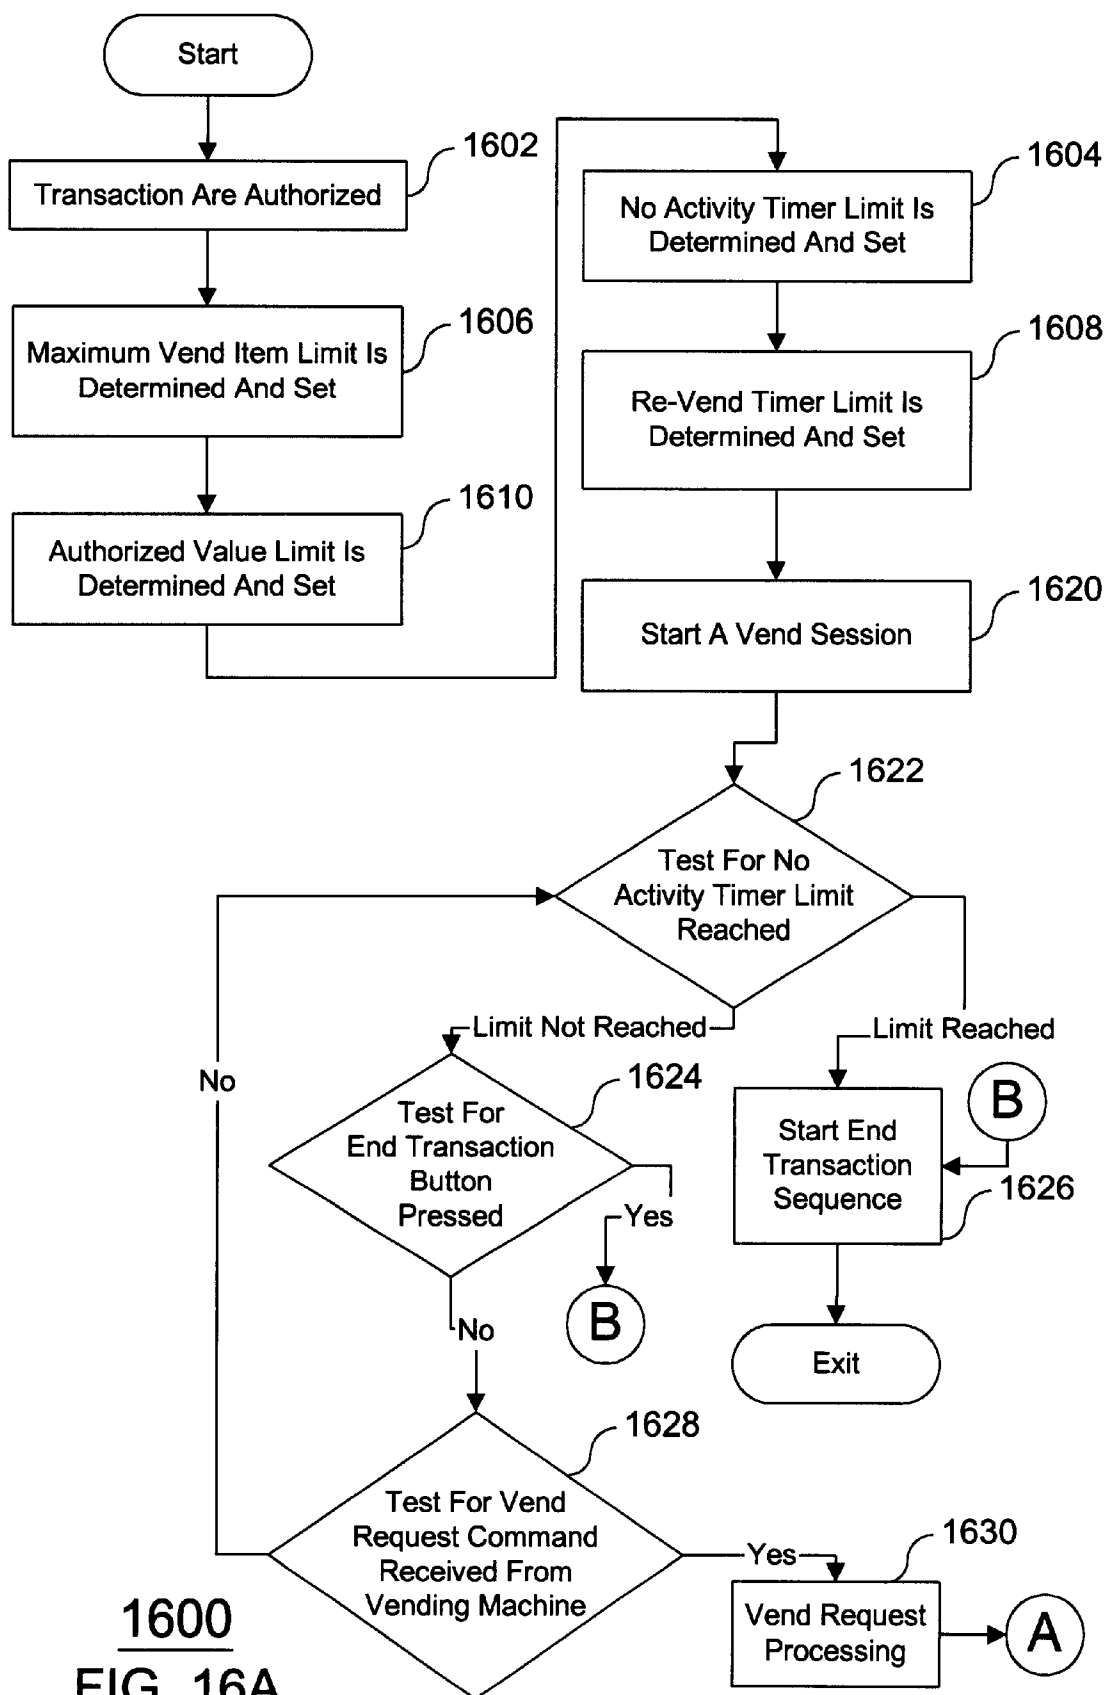 Start
1602
Transaction Are Authorized
1606
Maximum Vend Item Limit Is
Determined And Set
1610
Authorized Value Limit Is
Determined And Set
1604
No Activity Timer Limit Is
Determined And Set
1608
Re-Vend Timer Limit Is
Determined And Set
1620
Start A Vend Session
1622
Test For No
Activity Timer Limit
Reached
Limit Not Reached
Limit Reached
No
1624
Test For
End Transaction
Button
Pressed
Yes
B
B
Start End
Transaction
Sequence
1626
No
Exit
1628
Test For Vend
Request Command
Received From
Vending Machine
Yes
1630
Vend Request
Processing
A
1600
FIG. 16A